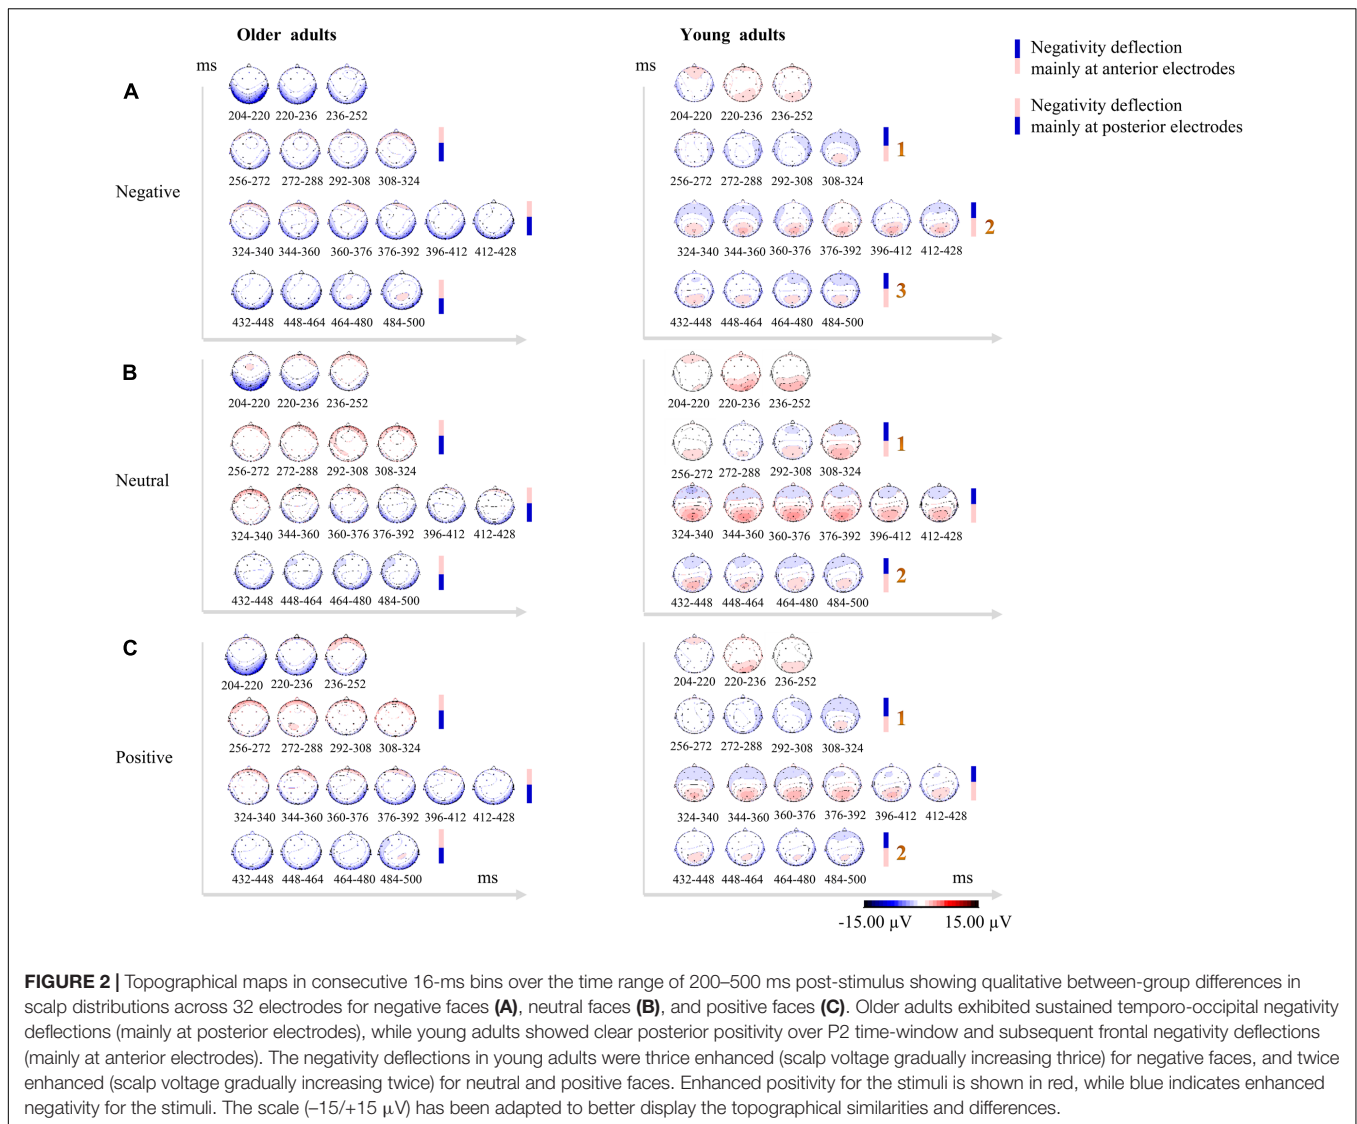 Older adults
Young adults
Negativity deflection
mainly at anterior electrodes
Negativity deflection
mainly at posterior electrodes
A
ms
ms
204-220 220-236 236-252
204-220 220-236 236-252
256-272 272-288 292-308 308-324
256-272 272-288 292-308 308-324
1
Negative
324-340 344-360 360-376 376-392 396-412 412-428
324-340 344-360 360-376 376-392 396-412 412-428
2
432-448 448-464 464-480 484-500
432-448 448-464 464-480 484-500
3
B
204-220 220-236 236-252
204-220 220-236 236-252
256-272 272-288 292-308 308-324
256-272 272-288 292-308 308-324
1
Neutral
324-340 344-360 360-376 376-392 396-412 412-428
324-340 344-360 360-376 376-392 396-412 412-428
432-448 448-464 464-480 484-500
432-448 448-464 464-480 484-500
2
C
204-220 220-236 236-252
204-220 220-236 236-252
256-272 272-288 292-308 308-324
256-272 272-288 292-308 308-324
1
Positive
324-340 344-360 360-376 376-392 396-412 412-428
324-340 344-360 360-376 376-392 396-412 412-428
432-448 448-464 464-480 484-500
432-448 448-464 464-480 484-500
2
ms
ms
-15.00 µV 15.00 µV
FIGURE 2 | Topographical maps in consecutive 16-ms bins over the time range of 200–500 ms post-stimulus showing qualitative between-group differences in
scalp distributions across 32 electrodes for negative faces (A), neutral faces (B), and positive faces (C). Older adults exhibited sustained temporo-occipital negativity
deflections (mainly at posterior electrodes), while young adults showed clear posterior positivity over P2 time-window and subsequent frontal negativity deflections
(mainly at anterior electrodes). The negativity deflections in young adults were thrice enhanced (scalp voltage gradually increasing thrice) for negative faces, and twice
enhanced (scalp voltage gradually increasing twice) for neutral and positive faces. Enhanced positivity for the stimuli is shown in red, while blue indicates enhanced
negativity for the stimuli. The scale (–15/+15 µV) has been adapted to better display the topographical similarities and differences.